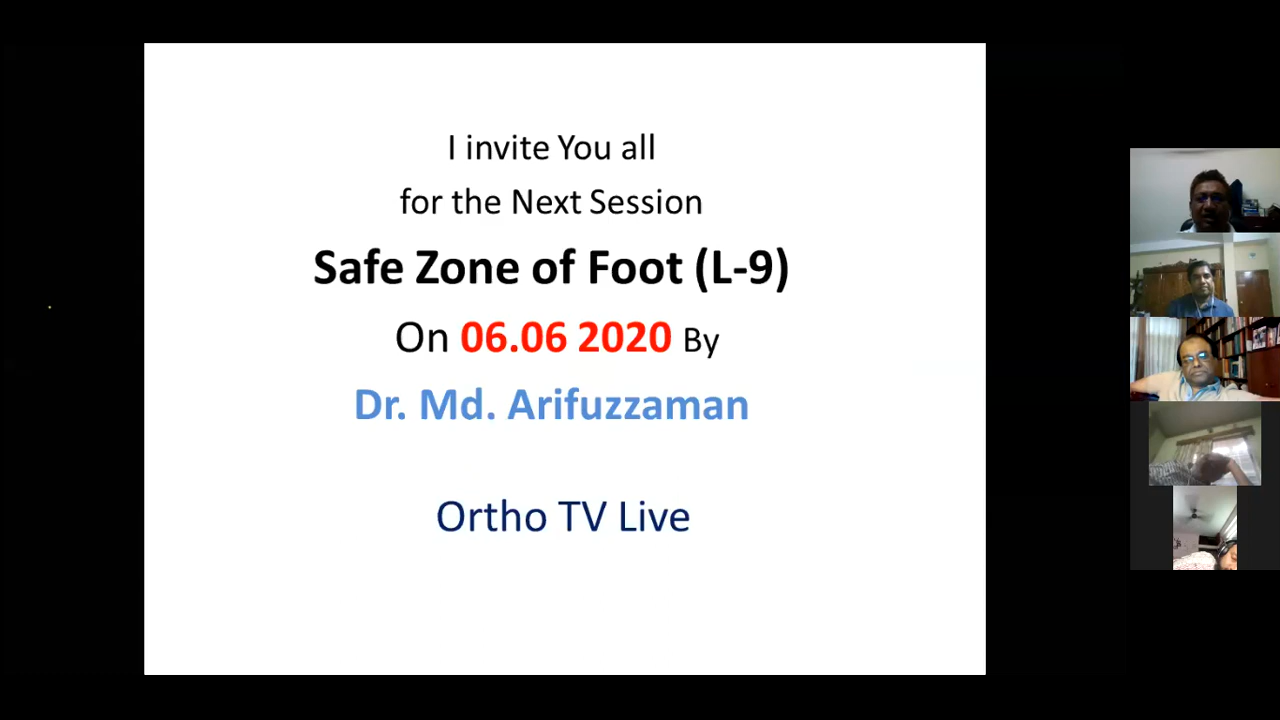 I invite You all
for the Next Session
Safe Zone of Foot (L-9)
On 06.06 2020 By
Dr. Md. Arifuzzaman
Ortho TV Live